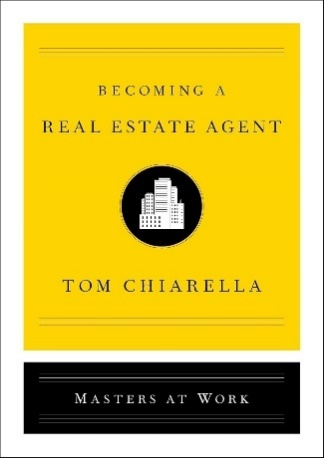 BECOMING A
REAL ESTATE AGENT
TOM CHIARELLA
MASTERS AT WORK